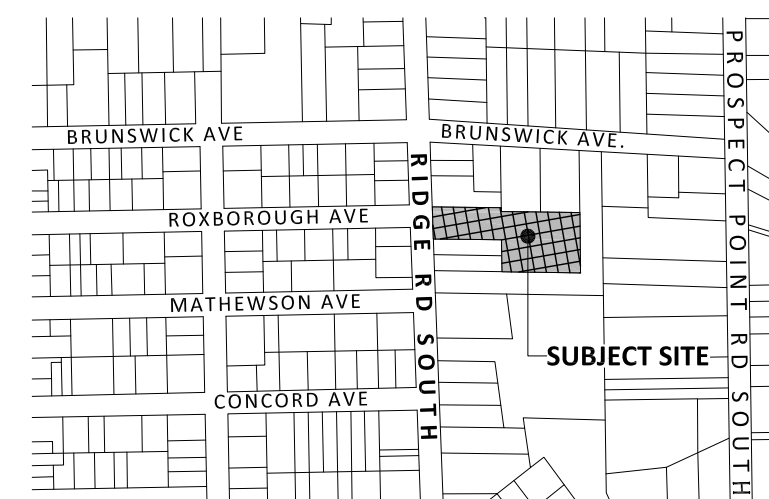 BRUNSWICK AVE
BRUNSWICK AVE.
ROXBOROUGH AVE
MATHEWSON AVE
CONCORD AVE
RIDGE RD SOUTH
SUBJECT SITE
PROSPECT POINT RD SOUTH